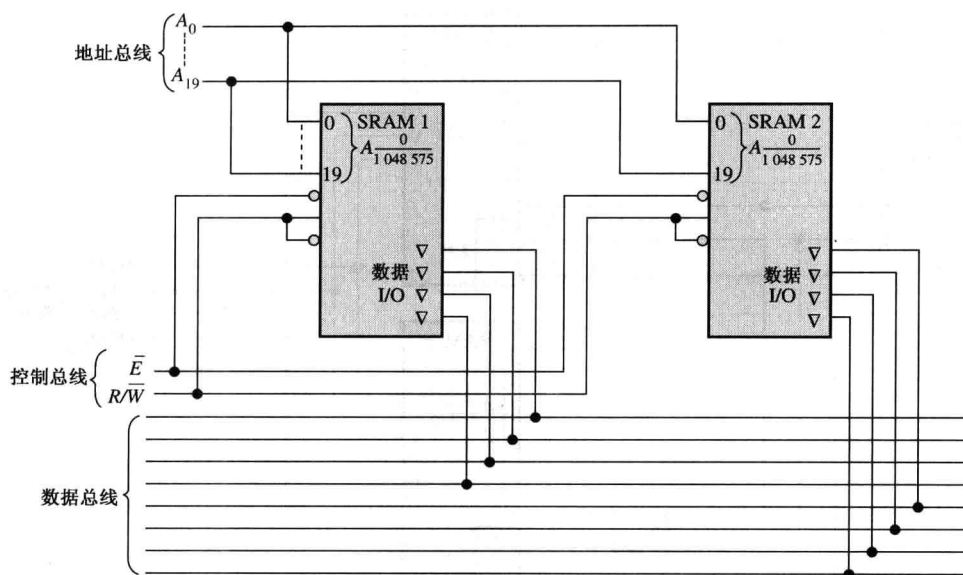 地址总线
A₀
A₁₉
0 SRAM 1
A 0/1 048 575
19
数据
I/O
0 SRAM 2
A 0/1 048 575
19
数据
I/O
控制总线
E̅
R/W̅
数据总线